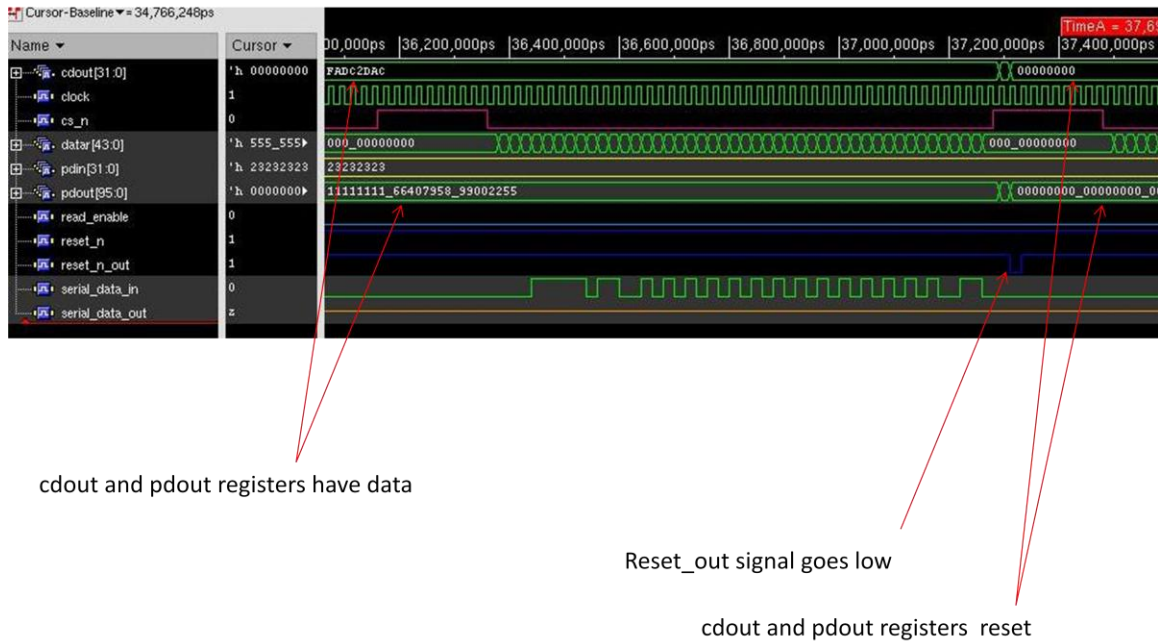 Cursor-Baseline▼= 34,766,248ps
TimeA = 37,69
Name ▼ Cursor ▼ 00,000ps |36,200,000ps |36,400,000ps |36,600,000ps |36,800,000ps |37,000,000ps |37,200,000ps |37,400,000ps
cdout[31:0] 'h 00000000 FADC2DAC 00000000
clock 1
cs_n 0
datar[43:0] 'h 555_555 000_00000000 000_00000000
pdin[31:0] 'h 23232323 23232323
pdout[95:0] 'h 0000000 11111111_66407958_99002255 00000000_00000000_00
read_enable 0
reset_n 1
reset_n_out 1
serial_data_in 0
serial_data_out z
cdout and pdout registers have data
Reset_out signal goes low
cdout and pdout registers reset